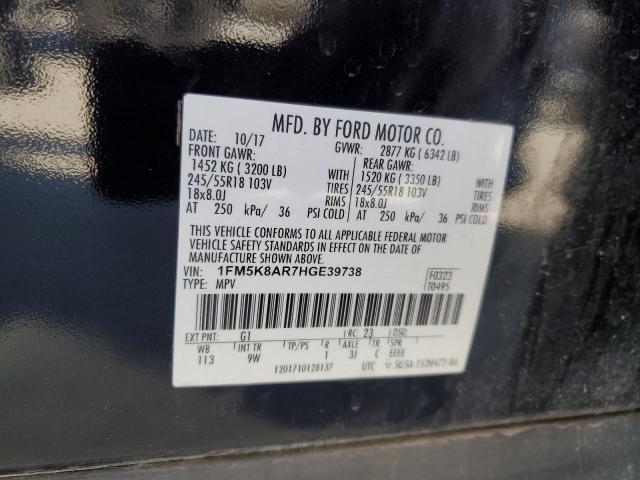 MFD. BY FORD MOTOR CO.
DATE: 10/17 GVWR: 2877 KG ( 6342 LB)
FRONT GAWR: REAR GAWR:
1452 KG ( 3200 LB) WITH 1520 KG ( 3350 LB) WITH
245/55R18 103V TIRES 245/55R18 103V TIRES
18x8.0J RIMS 18x8.0J RIMS
AT 250 kPa/ 36 PSI COLD AT 250 kPa/ 36 PSI COLD
THIS VEHICLE CONFORMS TO ALL APPLICABLE FEDERAL MOTOR
VEHICLE SAFETY STANDARDS IN EFFECT ON THE DATE OF
MANUFACTURE SHOWN ABOVE.
VIN: 1FM5K8AR7HGE39738 F0323
TYPE: MPV T0495
EXT PNT: G1 RC: 23 DSO:
WB INT TR TP/PS R AXLE TR SPR
113 9W 1 3J C EEEE
1201710128137 UTC 5U5A-1520472-BA